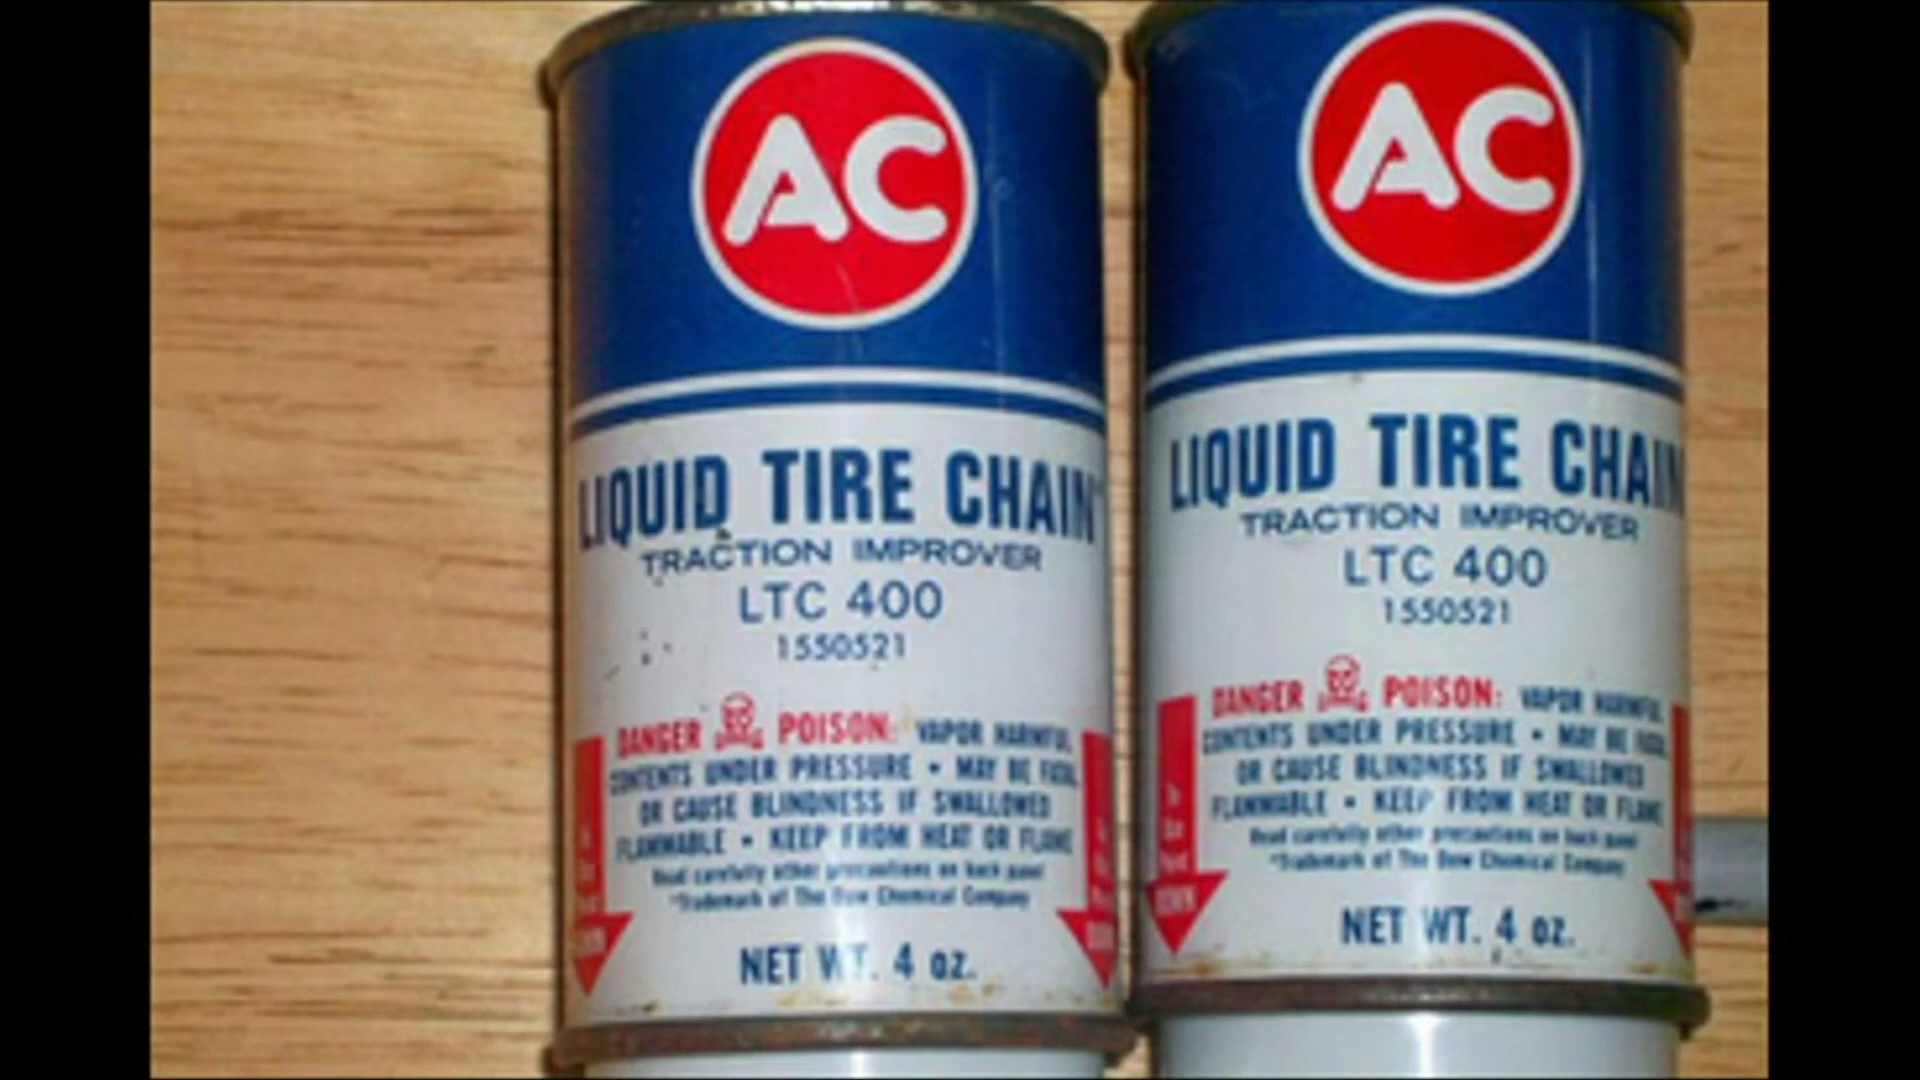 AC
LIQUID TIRE CHAIN
TRACTION IMPROVER
LTC 400
1550521
DANGER POISON: VAPOR HARMFUL
CONTENTS UNDER PRESSURE • MAY BE FATAL
OR CAUSE BLINDNESS IF SWALLOWED
FLAMMABLE • KEEP FROM HEAT OR FLAME
Read carefully other precautions on back panel
*Trademark of The Dow Chemical Company
NET WT. 4 oz.
AC
LIQUID TIRE CHAIN
TRACTION IMPROVER
LTC 400
1550521
DANGER POISON: VAPOR HARMFUL
CONTENTS UNDER PRESSURE • MAY BE FATAL
OR CAUSE BLINDNESS IF SWALLOWED
FLAMMABLE • KEEP FROM HEAT OR FLAME
Read carefully other precautions on back panel
*Trademark of The Dow Chemical Company
DOWN
NET WT. 4 oz.